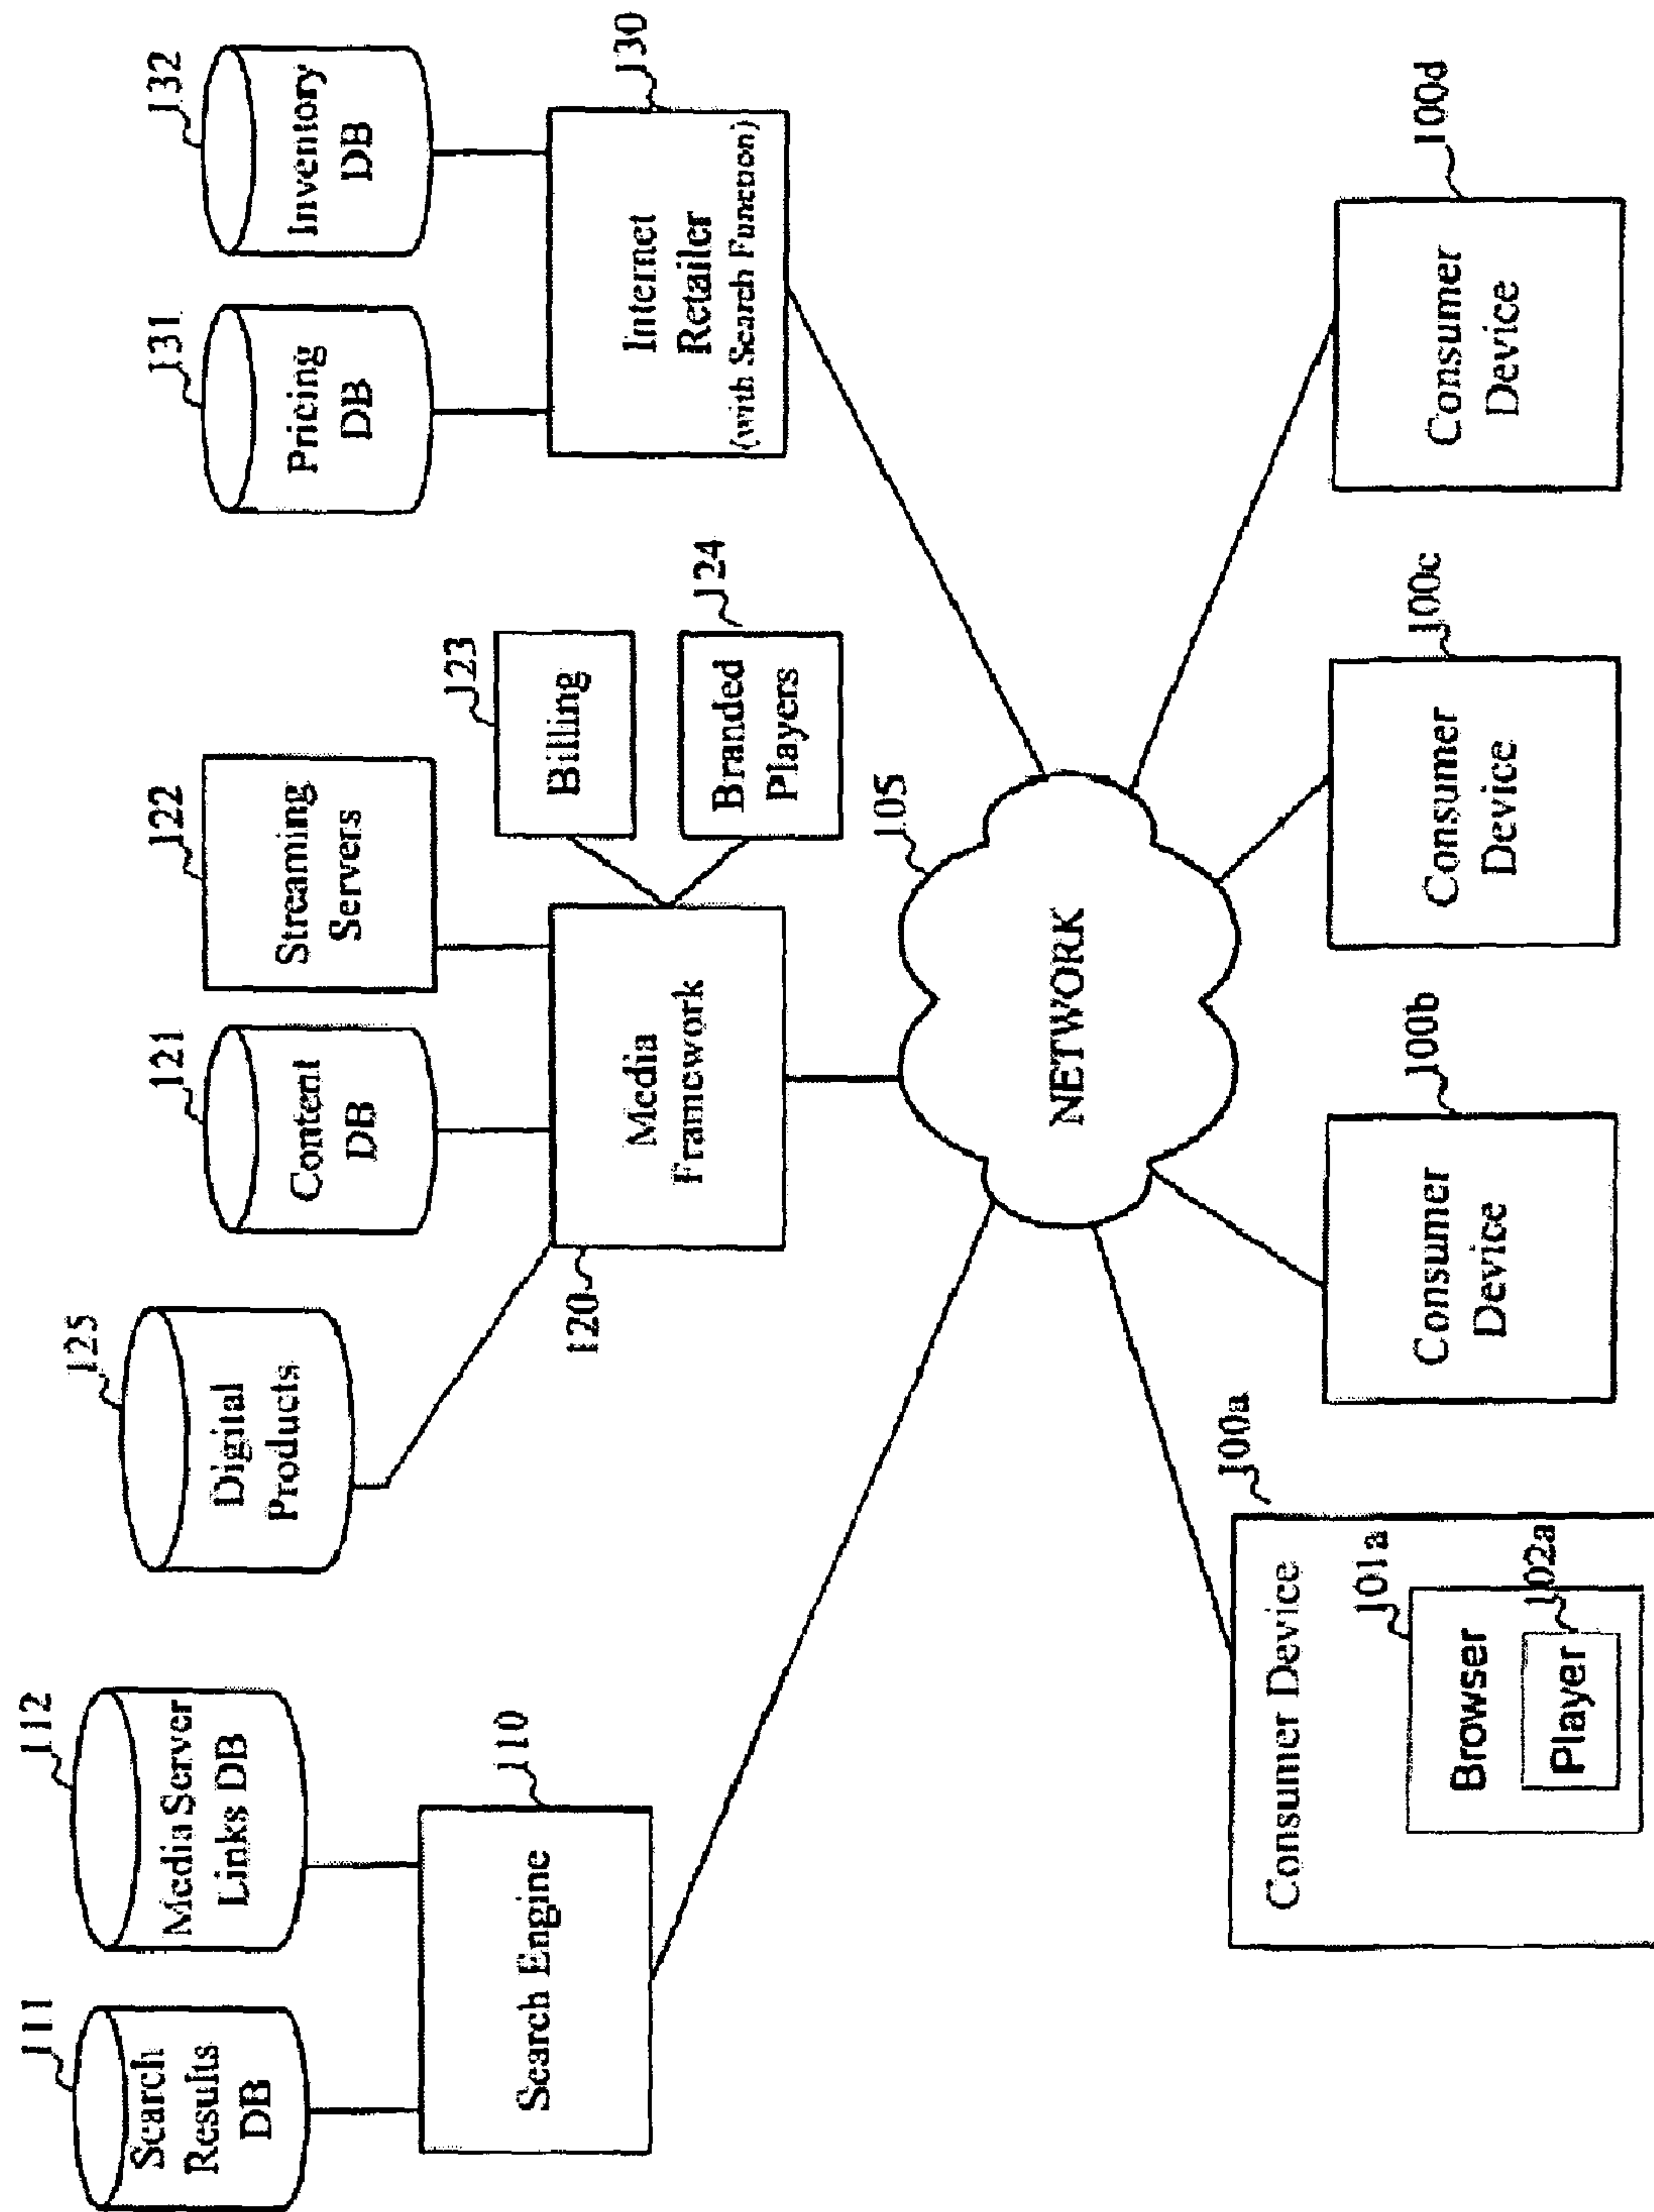 111
112
Search
Results
DB
Media Server
Links DB
110
Search Engine
125
Digital
Products
121
Content
DB
122
Streaming
Servers
123
Billing
124
Branded
Players
120
Media
Framework
131
Pricing
DB
132
Inventory
DB
130
Internet
Retailer
(with Search Function)
105
NETWORK
100a
Consumer Device
101a
Browser
102a
Player
100b
Consumer
Device
100c
Consumer
Device
100d
Consumer
Device